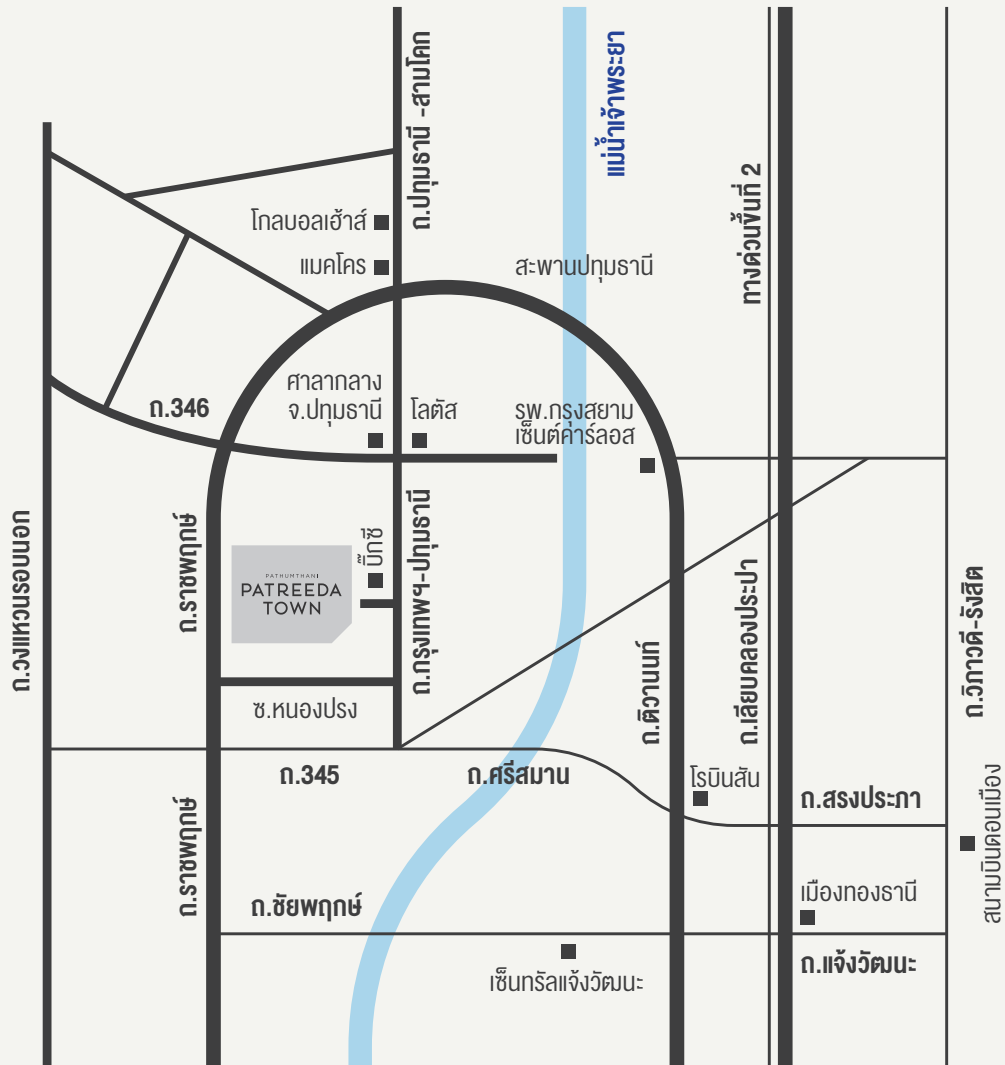 ถ.ปทุมธานี -สามโคก
แม่น้ำเจ้าพระยา
โกลบอลเฮ้าส์
แมคโคร
สะพานปทุมธานี
ทางด่วนขั้นที่ 2
ศาลากลาง
จ.ปทุมธานี
โลตัส
รพ.กรุงสยาม
เซ็นต์คาร์ลอส
ถ.346
ถ.วงแหวนรอบนอก
ถ.ราชพฤกษ์
PATHUMTHANI
PATREEDA
TOWN
บิ๊กซี
ถ.กรุงเทพฯ-ปทุมธานี
ถ.ติวานนท์
ถ.เลียบคลองประปา
ถ.วิภาวดี-รังสิต
ซ.หนองปรง
ถ.345
ถ.ศรีสมาน
โรบินสัน
ถ.สรงประภา
สนามบินดอนเมือง
ถ.ราชพฤกษ์
ถ.ชัยพฤกษ์
เมืองทองธานี
ถ.แจ้งวัฒนะ
เซ็นทรัลแจ้งวัฒนะ